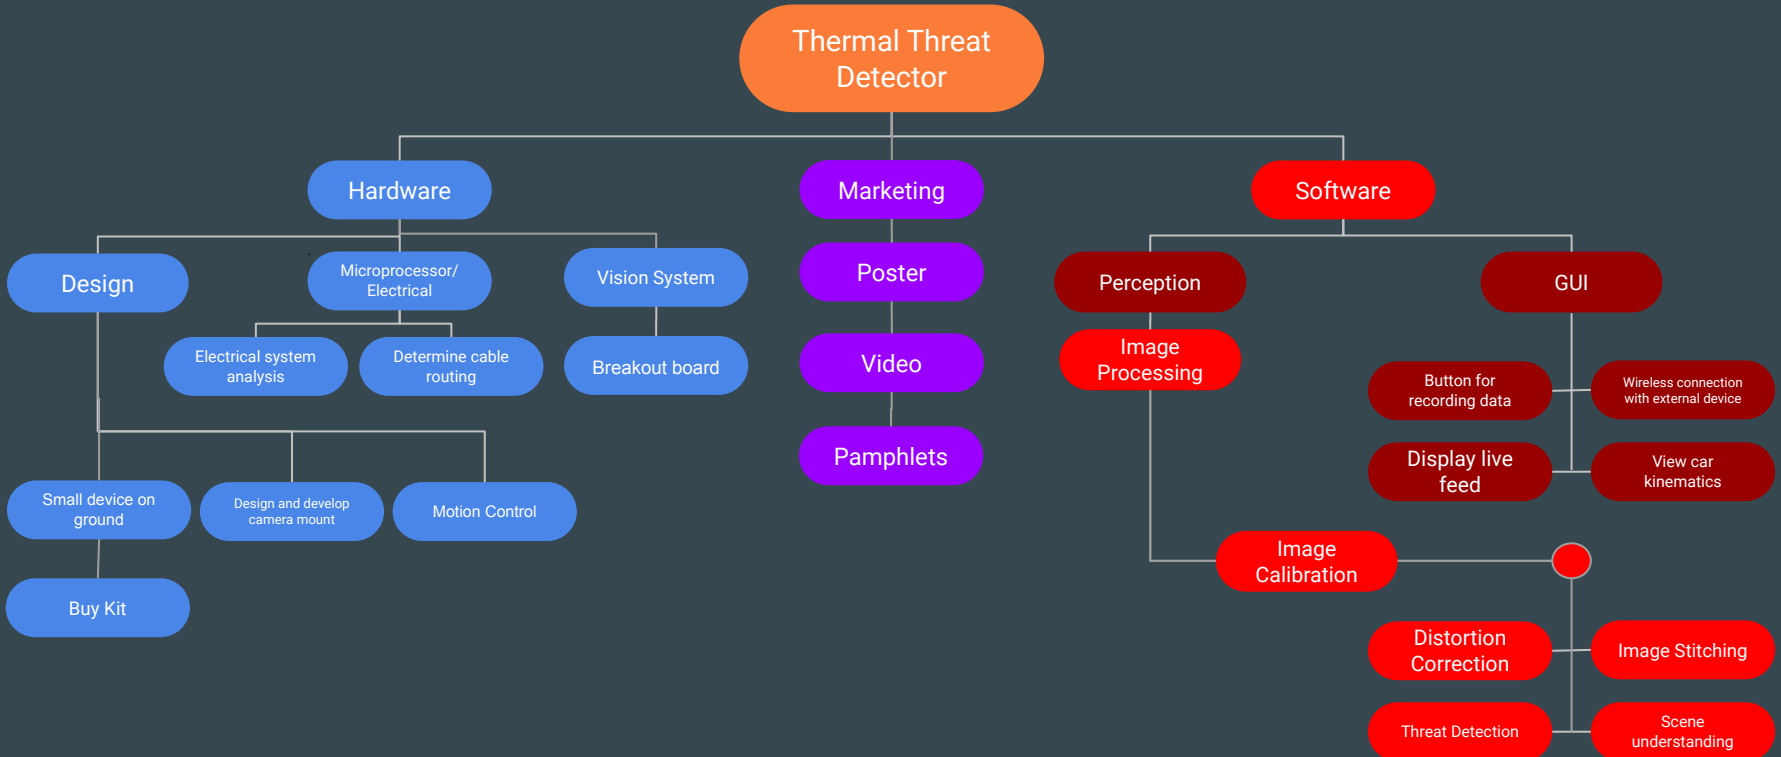 Thermal Threat
Detector
Hardware
Marketing
Software
Design
Microprocessor/
Electrical
Vision System
Poster
Perception
GUI
Electrical system
analysis
Determine cable
routing
Breakout board
Video
Image
Processing
Button for
recording data
Wireless connection
with external device
Pamphlets
Display live
feed
View car
kinematics
Small device on
ground
Design and develop
camera mount
Motion Control
Image
Calibration
Buy Kit
Distortion
Correction
Image Stitching
Threat Detection
Scene
understanding